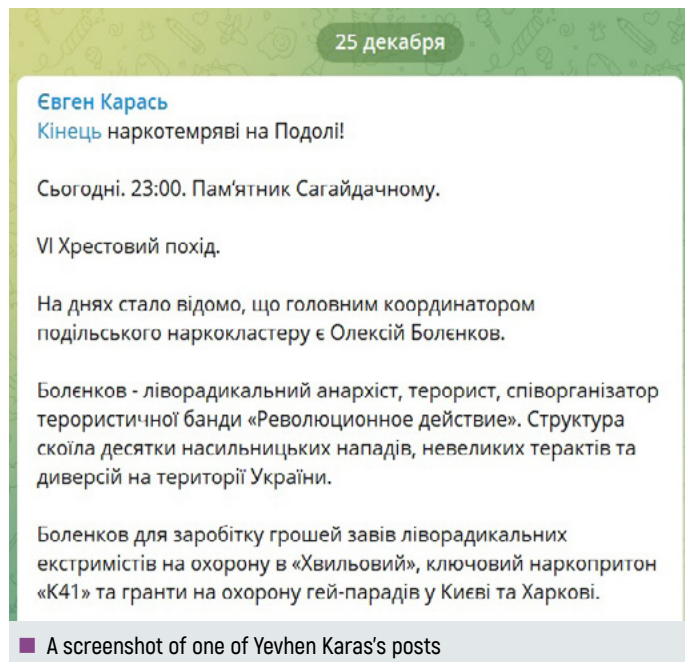 25 декабря
Євген Карась
Кінець наркотемряві на Подолі!
Сьогодні. 23:00. Пам'ятник Сагайдачному.
VI Хрестовий похід.
На днях стало відомо, що головним координатором
подільського наркокластеру є Олексій Болєнков.
Болєнков - ліворадикальний анархіст, терорист, співорганізатор
терористичної банди «Революционное действие». Структура
скоїла десятки насильницьких нападів, невеликих терактів та
диверсій на території України.
Боленков для заробітку грошей завів ліворадикальних
екстримістів на охорону в «Хвильовий», ключовий наркопритон
«К41» та гранти на охорону гей-парадів у Києві та Харкові.
A screenshot of one of Yevhen Karas's posts